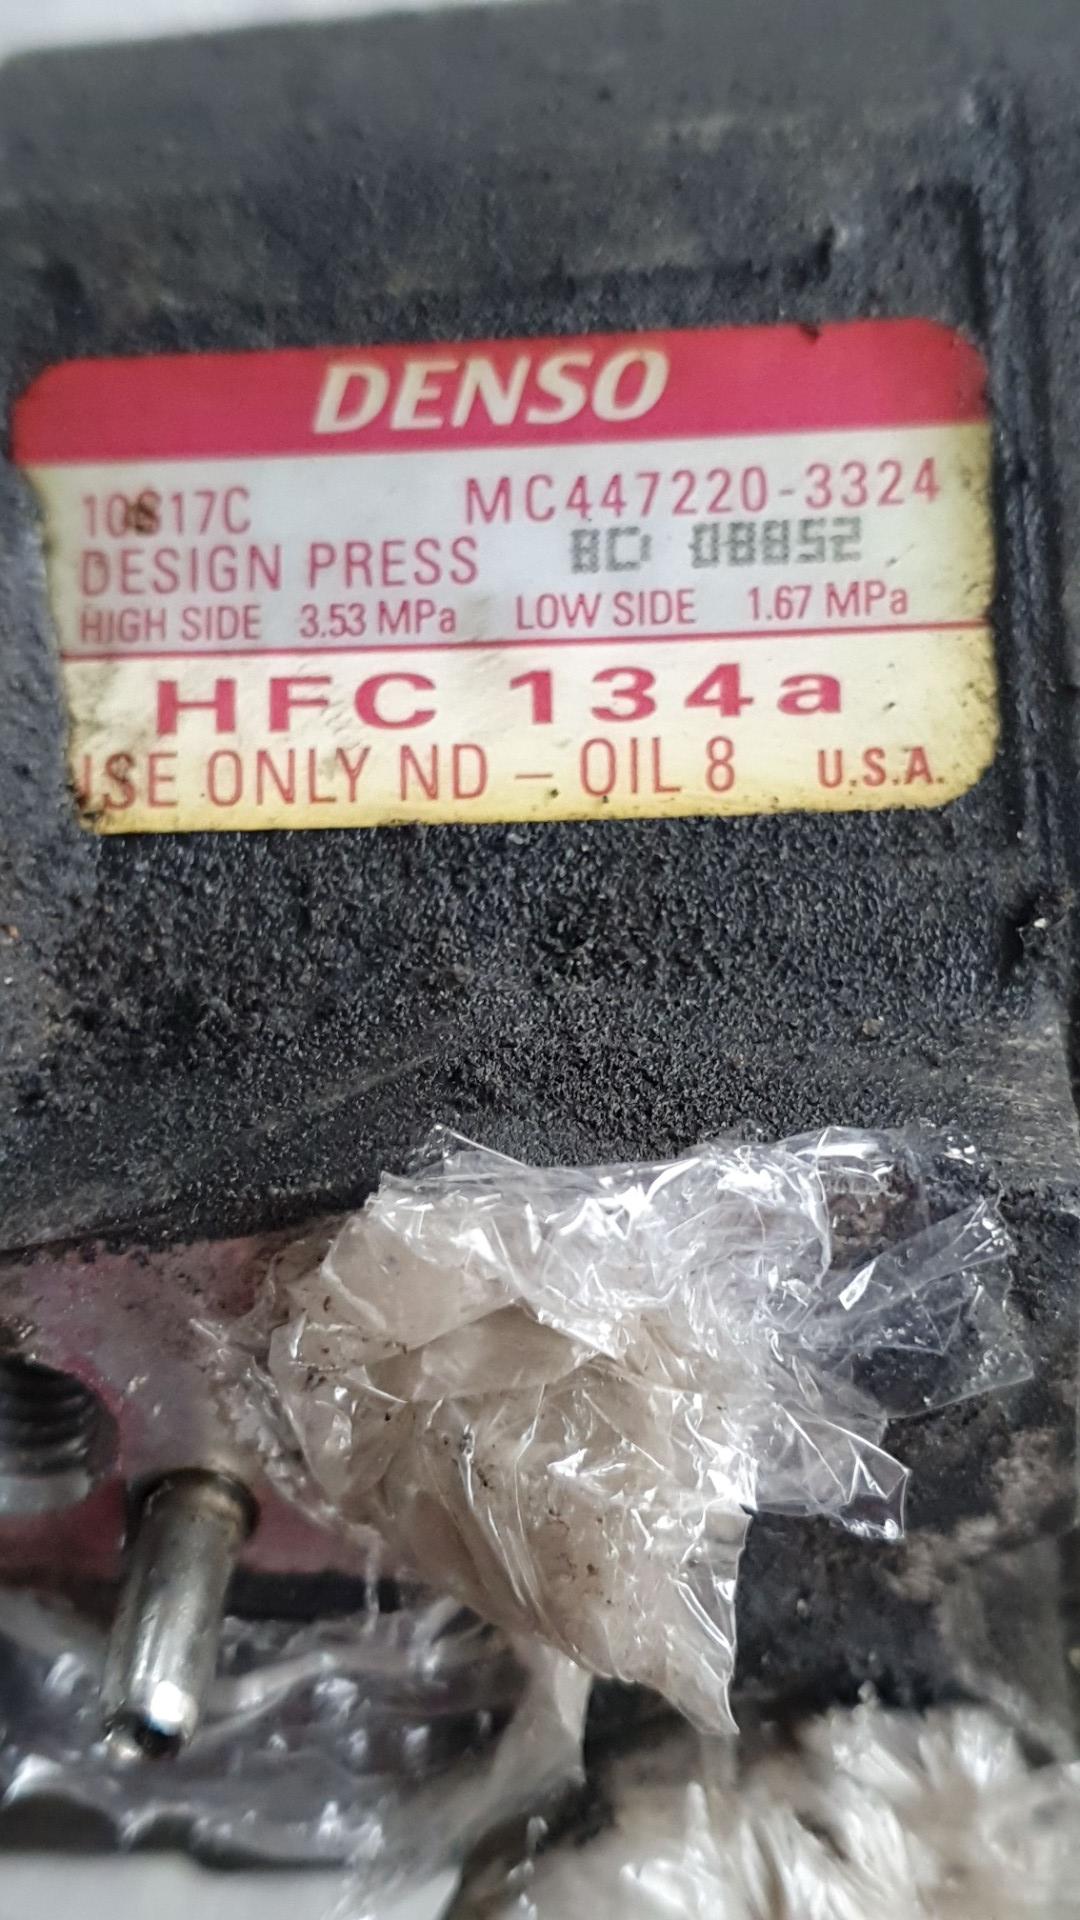 DENSO
10S17C MC447220-3324
DESIGN PRESS 8D 08852
HIGH SIDE 3.53 MPa LOW SIDE 1.67 MPa
HFC 134a
USE ONLY ND - OIL 8 U.S.A.